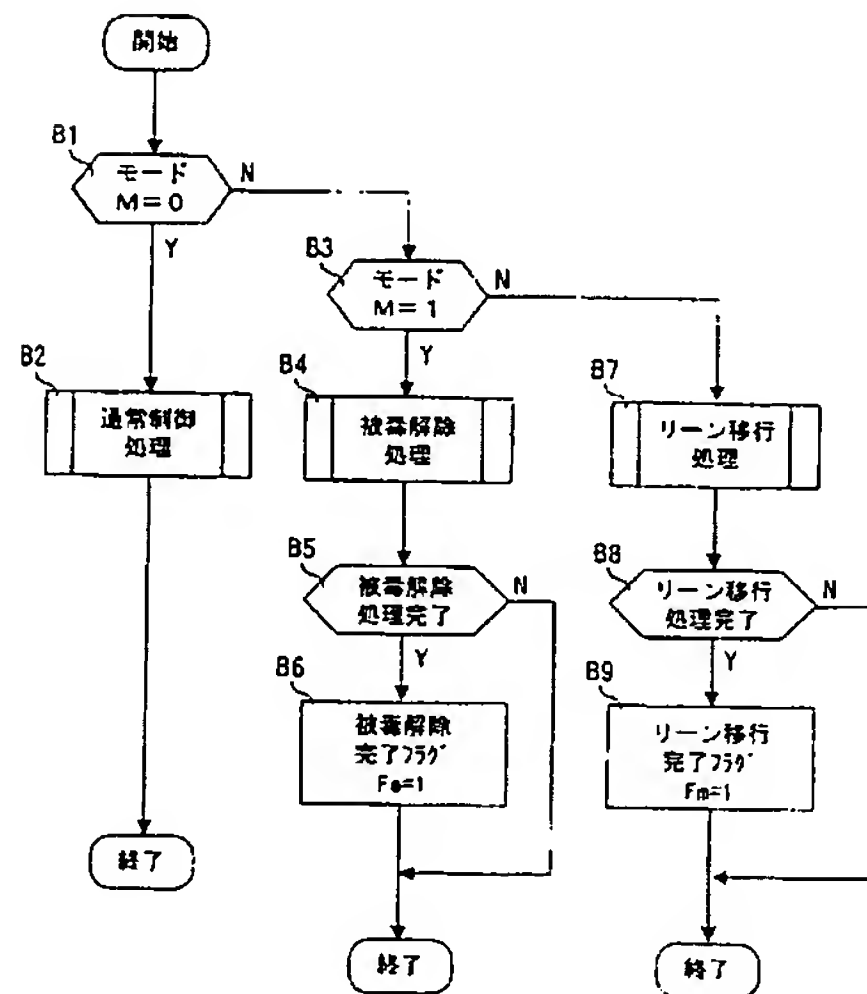 開始
B1
モード
M=0
N
Y
B3
モード
M=1
N
Y
B2
通常制御
処理
B4
被毒解除
処理
B7
リーン移行
処理
B5
被毒解除
処理完了
N
Y
B8
リーン移行
処理完了
N
Y
B6
被毒解除
完了フラグ
Fe=1
B9
リーン移行
完了フラグ
Fm=1
終了
終了
終了